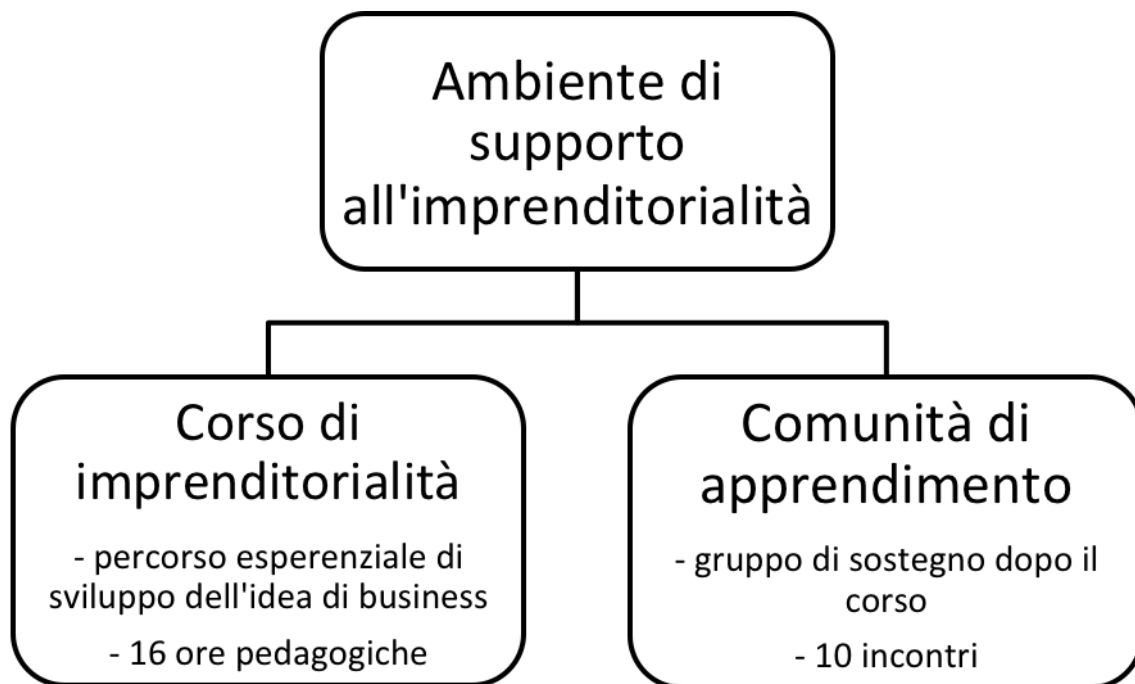 Ambiente di
supporto
all'imprenditorialità
Corso di
imprenditorialità
- percorso esperenziale di
sviluppo dell'idea di business
- 16 ore pedagogiche
Comunità di
apprendimento
- gruppo di sostegno dopo il
corso
- 10 incontri